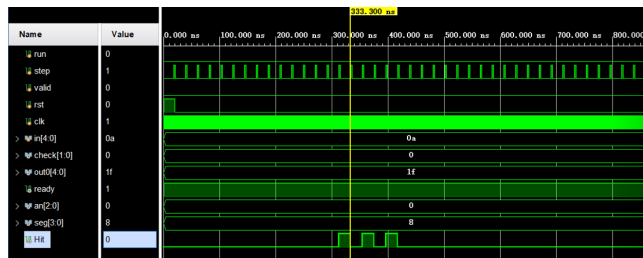 333.300 ns
Name Value 0.000 ns 100.000 ns 200.000 ns 300.000 ns 400.000 ns 500.000 ns 600.000 ns 700.000 ns 800.000
run 0
step 1
valid 0
rst 0
clk 1
in[4:0] 0a 0a
check[1:0] 0 0
out0[4:0] 1f 1f
ready 1
an[2:0] 0 0
seg[3:0] 8 8
Hit 0